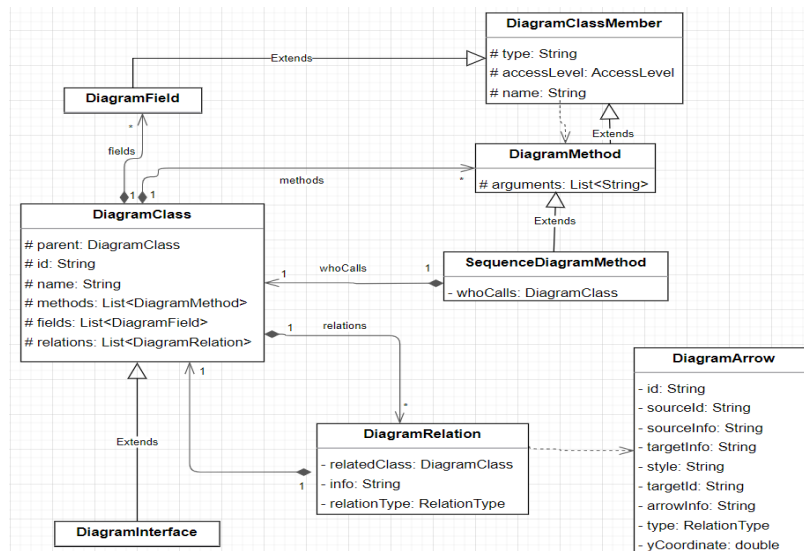 DiagramClassMember
# type: String
# accessLevel: AccessLevel
# name: String
Extends
DiagramField
*
fields
1
1
methods
*
Extends
DiagramMethod
# arguments: List<String>
Extends
DiagramClass
# parent: DiagramClass
# id: String
# name: String
# methods: List<DiagramMethod>
# fields: List<DiagramField>
# relations: List<DiagramRelation>
SequenceDiagramMethod
- whoCalls: DiagramClass
1
whoCalls
1
1
relations
*
1
1
Extends
DiagramRelation
- relatedClass: DiagramClass
- info: String
- relationType: RelationType
DiagramArrow
- id: String
- sourceId: String
- sourceInfo: String
- targetInfo: String
- style: String
- targetId: String
- arrowInfo: String
- type: RelationType
- yCoordinate: double
DiagramInterface